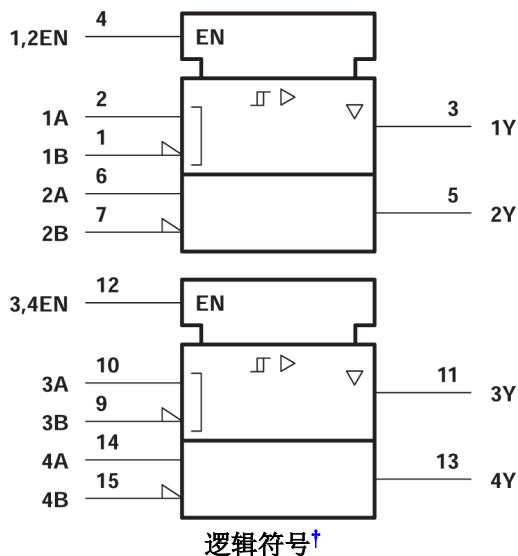 1,2EN 4 EN
1A 2
1B 1
2A 6
2B 7
3 1Y
5 2Y
3,4EN 12 EN
3A 10
3B 9
4A 14
4B 15
11 3Y
13 4Y
逻辑符号†